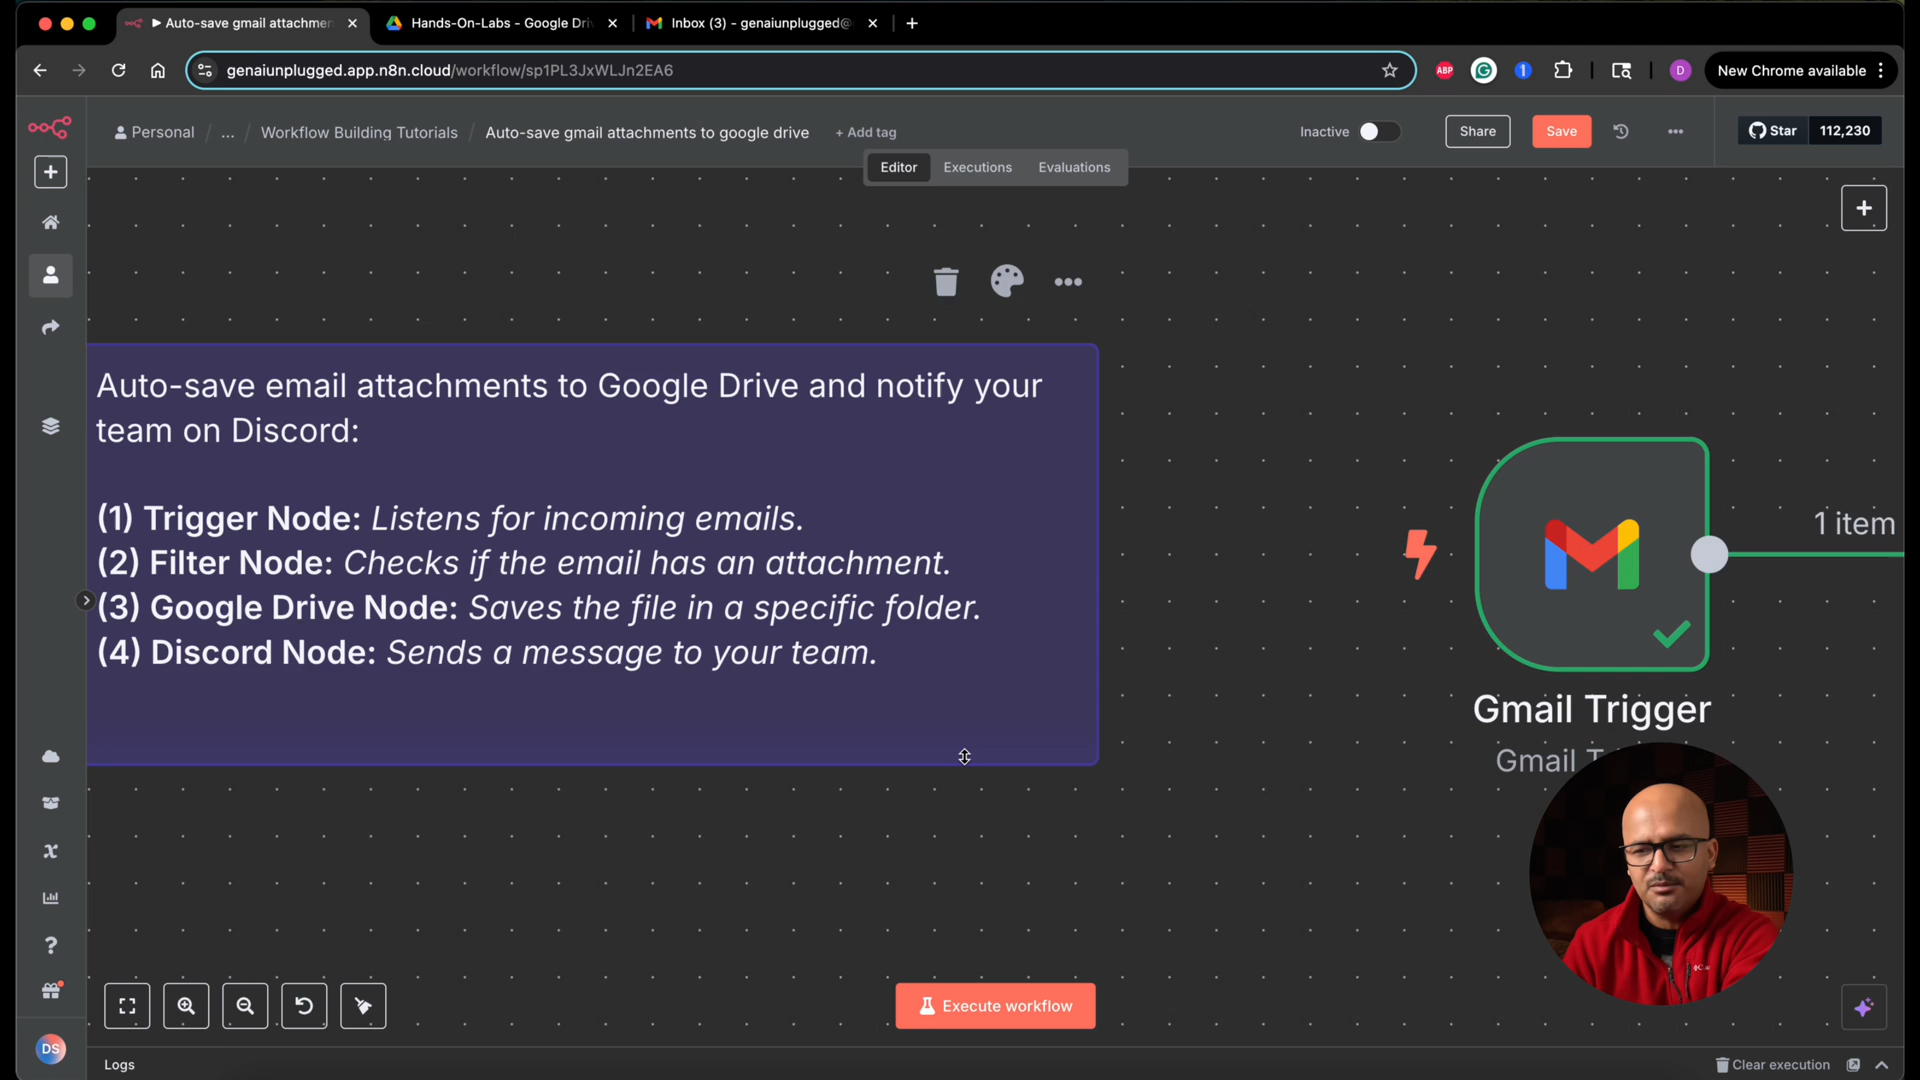 Auto-save gmail attachmen
Hands-On-Labs - Google Dri
Inbox (3) - genaiunplugged@
genaiunplugged.app.n8n.cloud/workflow/sp1PL3JxWLJn2EA6
ABP
1
D
New Chrome available
Personal / ... / Workflow Building Tutorials / Auto-save gmail attachments to google drive + Add tag
Inactive
Share
Save
Star 112,230
Editor Executions Evaluations
Auto-save email attachments to Google Drive and notify your
team on Discord:
(1) Trigger Node: Listens for incoming emails.
(2) Filter Node: Checks if the email has an attachment.
(3) Google Drive Node: Saves the file in a specific folder.
(4) Discord Node: Sends a message to your team.
1 item
Gmail Trigger
Gmail T
Execute workflow
DS
Logs
Clear execution